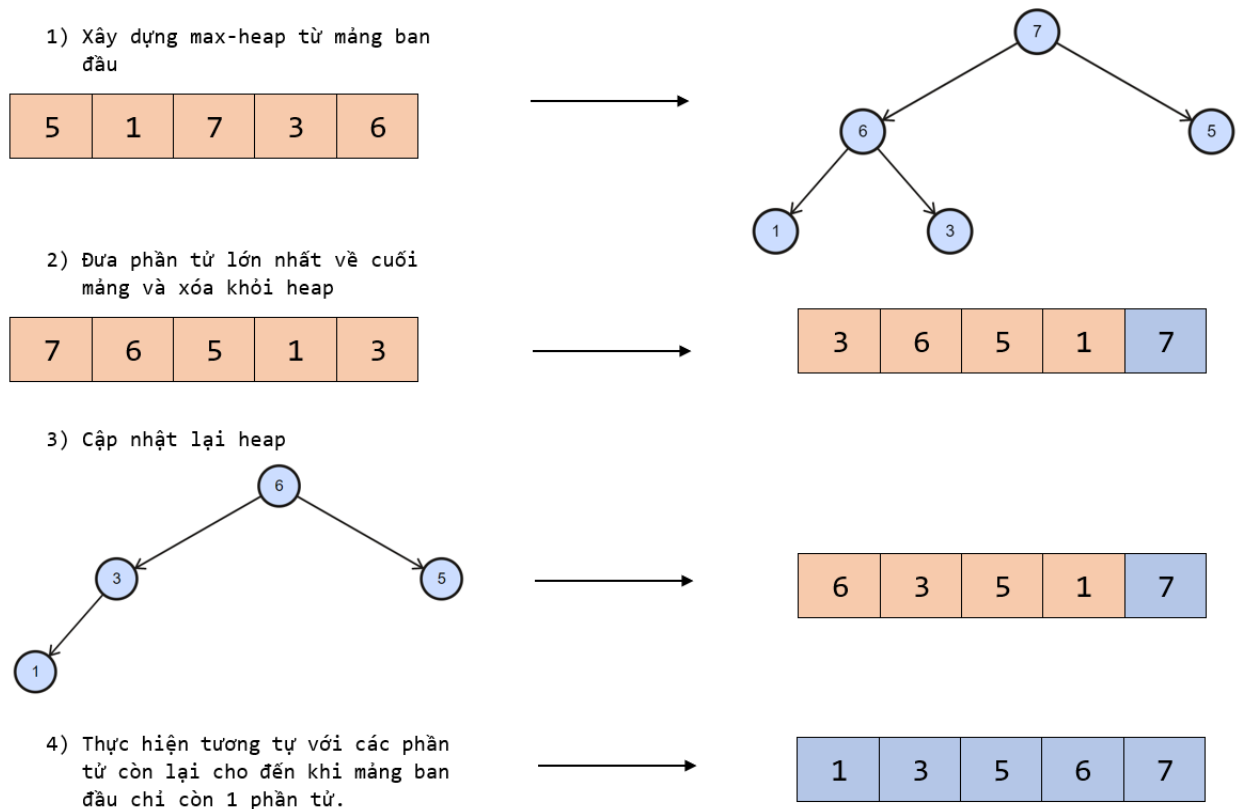 1) Xây dựng max-heap từ mảng ban
đầu
5 1 7 3 6
7
6 5
1 3
2) Đưa phần tử lớn nhất về cuối
mảng và xóa khỏi heap
7 6 5 1 3
3 6 5 1 7
3) Cập nhật lại heap
6
3 5
1
6 3 5 1 7
4) Thực hiện tương tự với các phần
tử còn lại cho đến khi mảng ban
đầu chỉ còn 1 phần tử.
1 3 5 6 7